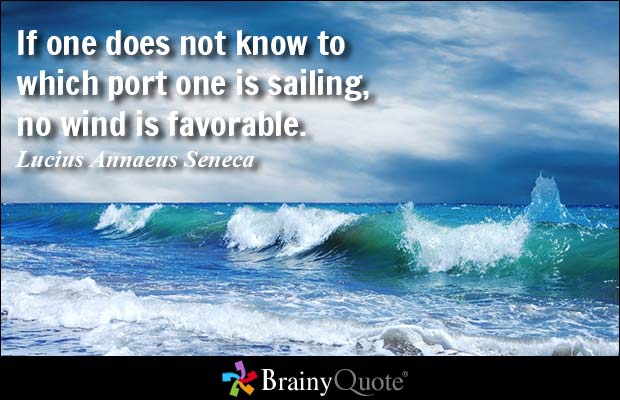 If one does not know to
which port one is sailing,
no wind is favorable.
Lucius Annaeus Seneca
BrainyQuote®